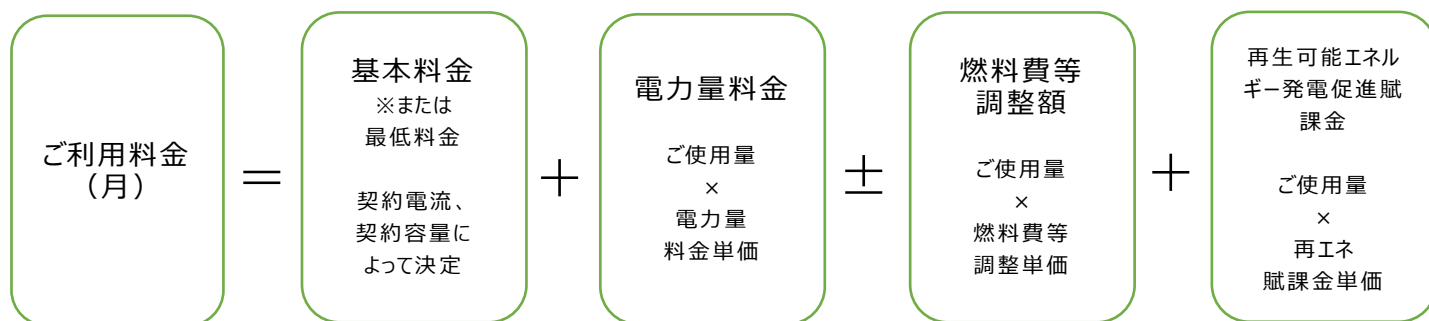 ご利用料金
（月）
＝
基本料金
※または
最低料金
契約電流、
契約容量に
よって決定
＋
電力量料金
ご使用量
×
電力量
料金単価
±
燃料費等
調整額
ご使用量
×
燃料費等
調整単価
＋
再生可能エネル
ギー発電促進賦
課金
ご使用量
×
再エネ
賦課金単価